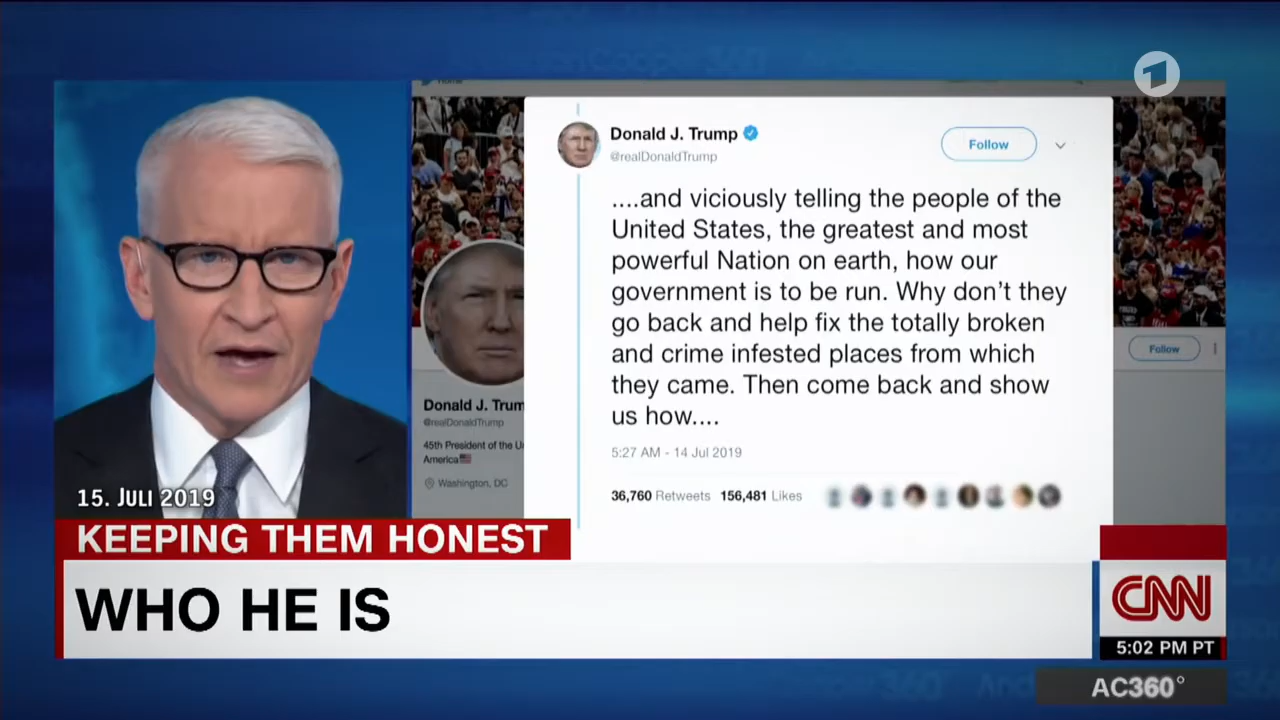 Home
Donald J. Trump
@realDonaldTrump
Follow
....and viciously telling the people of the
United States, the greatest and most
powerful Nation on earth, how our
government is to be run. Why don’t they
go back and help fix the totally broken
and crime infested places from which
they came. Then come back and show
us how....
5:27 AM - 14 Jul 2019
36,760 Retweets 156,481 Likes
Follow
Donald J. Trum
@realDonaldTrump
45th President of the U
America
Washington, DC
15. JULI 2019
KEEPING THEM HONEST
WHO HE IS
CNN
5:02 PM PT
AC360°
1